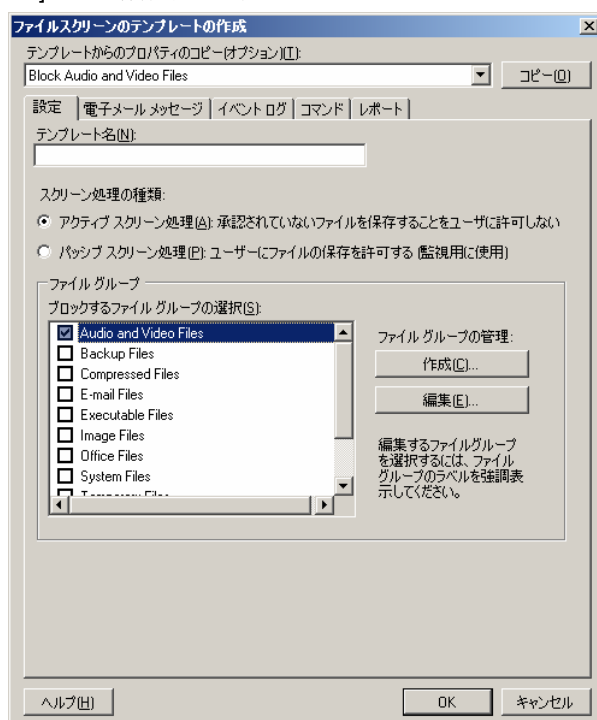 ファイルスクリーンのテンプレートの作成
テンプレートからのプロパティのコピー(オプション)(T):
Block Audio and Video Files
コピー(O)
設定
電子メール メッセージ
イベント ログ
コマンド
レポート
テンプレート名(N):
スクリーン処理の種類:
アクティブ スクリーン処理(A): 承認されていないファイルを保存することをユーザに許可しない
パッシブ スクリーン処理(P): ユーザーにファイルの保存を許可する (監視用に使用)
ファイル グループ
ブロックするファイル グループの選択(S):
Audio and Video Files
Backup Files
Compressed Files
E-mail Files
Executable Files
Image Files
Office Files
System Files
ファイル グループの管理:
作成(C)...
編集(E)...
編集するファイルグループ
を選択するには、ファイル
グループのラベルを強調表
示してください。
ヘルプ(H)
OK
キャンセル